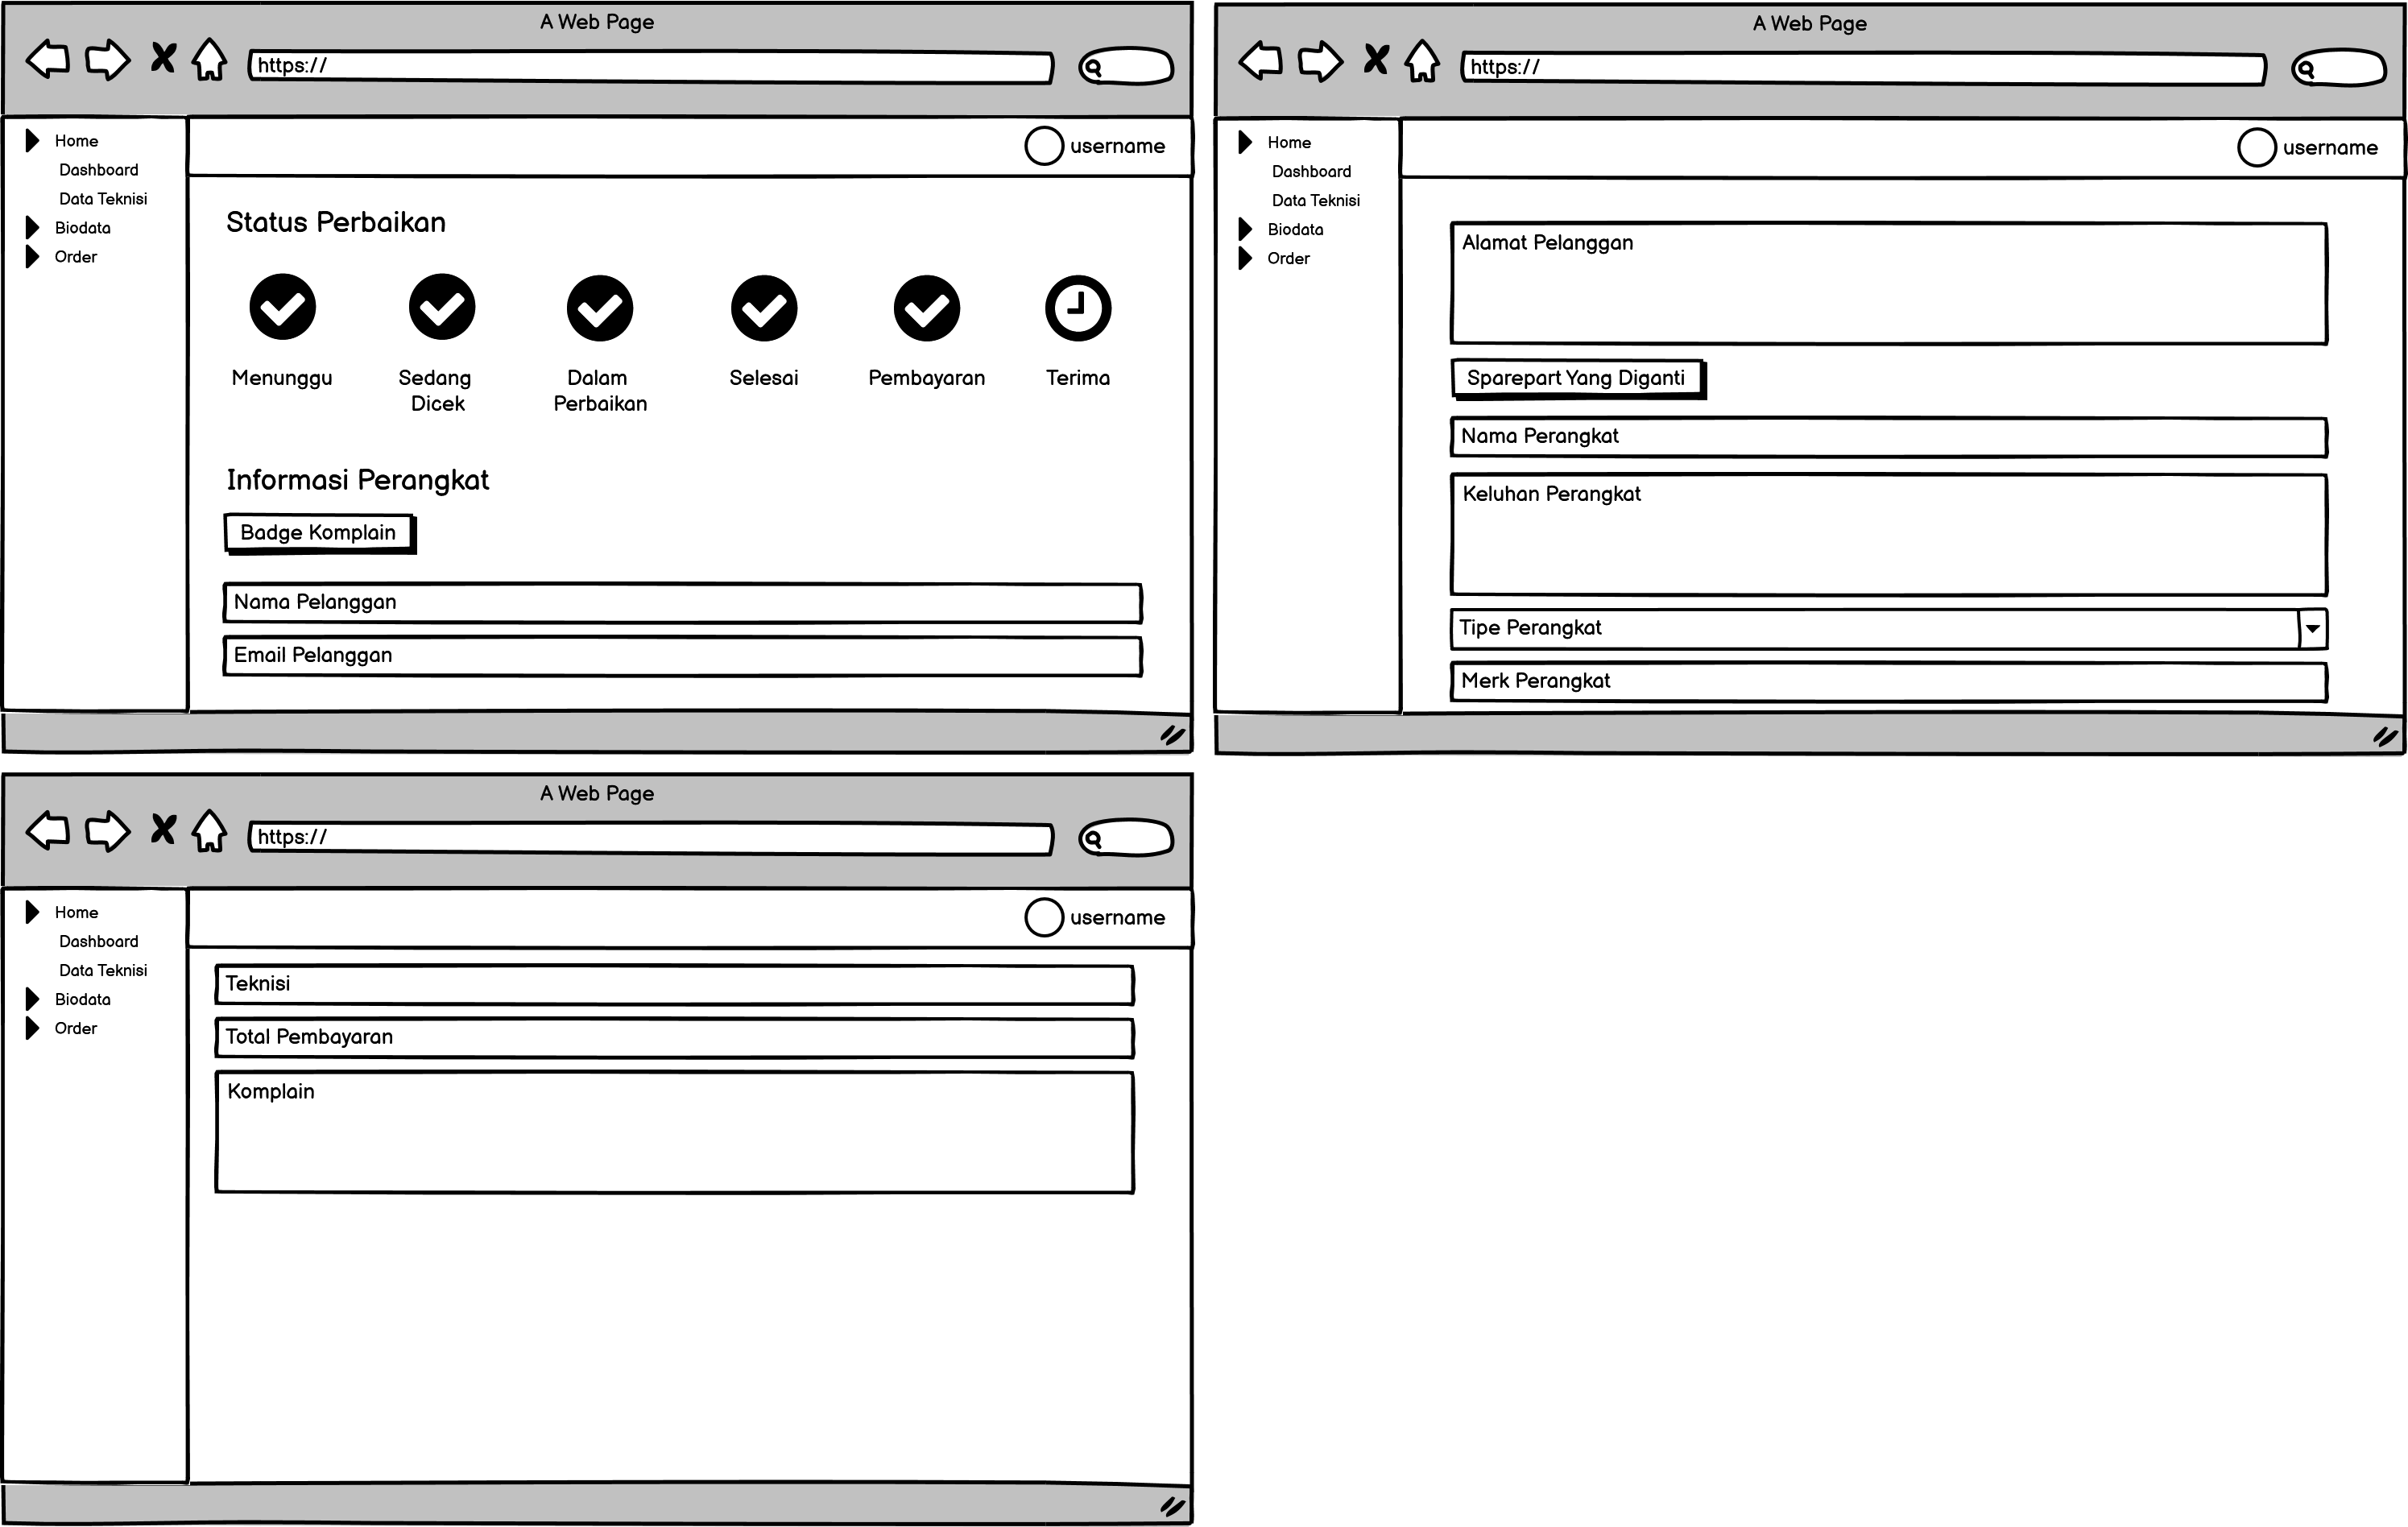 A Web Page
https://
Home
Dashboard
Data Teknisi
Biodata
Order
username
Status Perbaikan
Menunggu
Sedang
Dicek
Dalam
Perbaikan
Selesai
Pembayaran
Terima
Informasi Perangkat
Badge Komplain
Nama Pelanggan
Email Pelanggan
A Web Page
https://
Home
Dashboard
Data Teknisi
Biodata
Order
username
Alamat Pelanggan
Sparepart Yang Diganti
Nama Perangkat
Keluhan Perangkat
Tipe Perangkat
Merk Perangkat
A Web Page
https://
Home
Dashboard
Data Teknisi
Biodata
Order
username
Teknisi
Total Pembayaran
Komplain